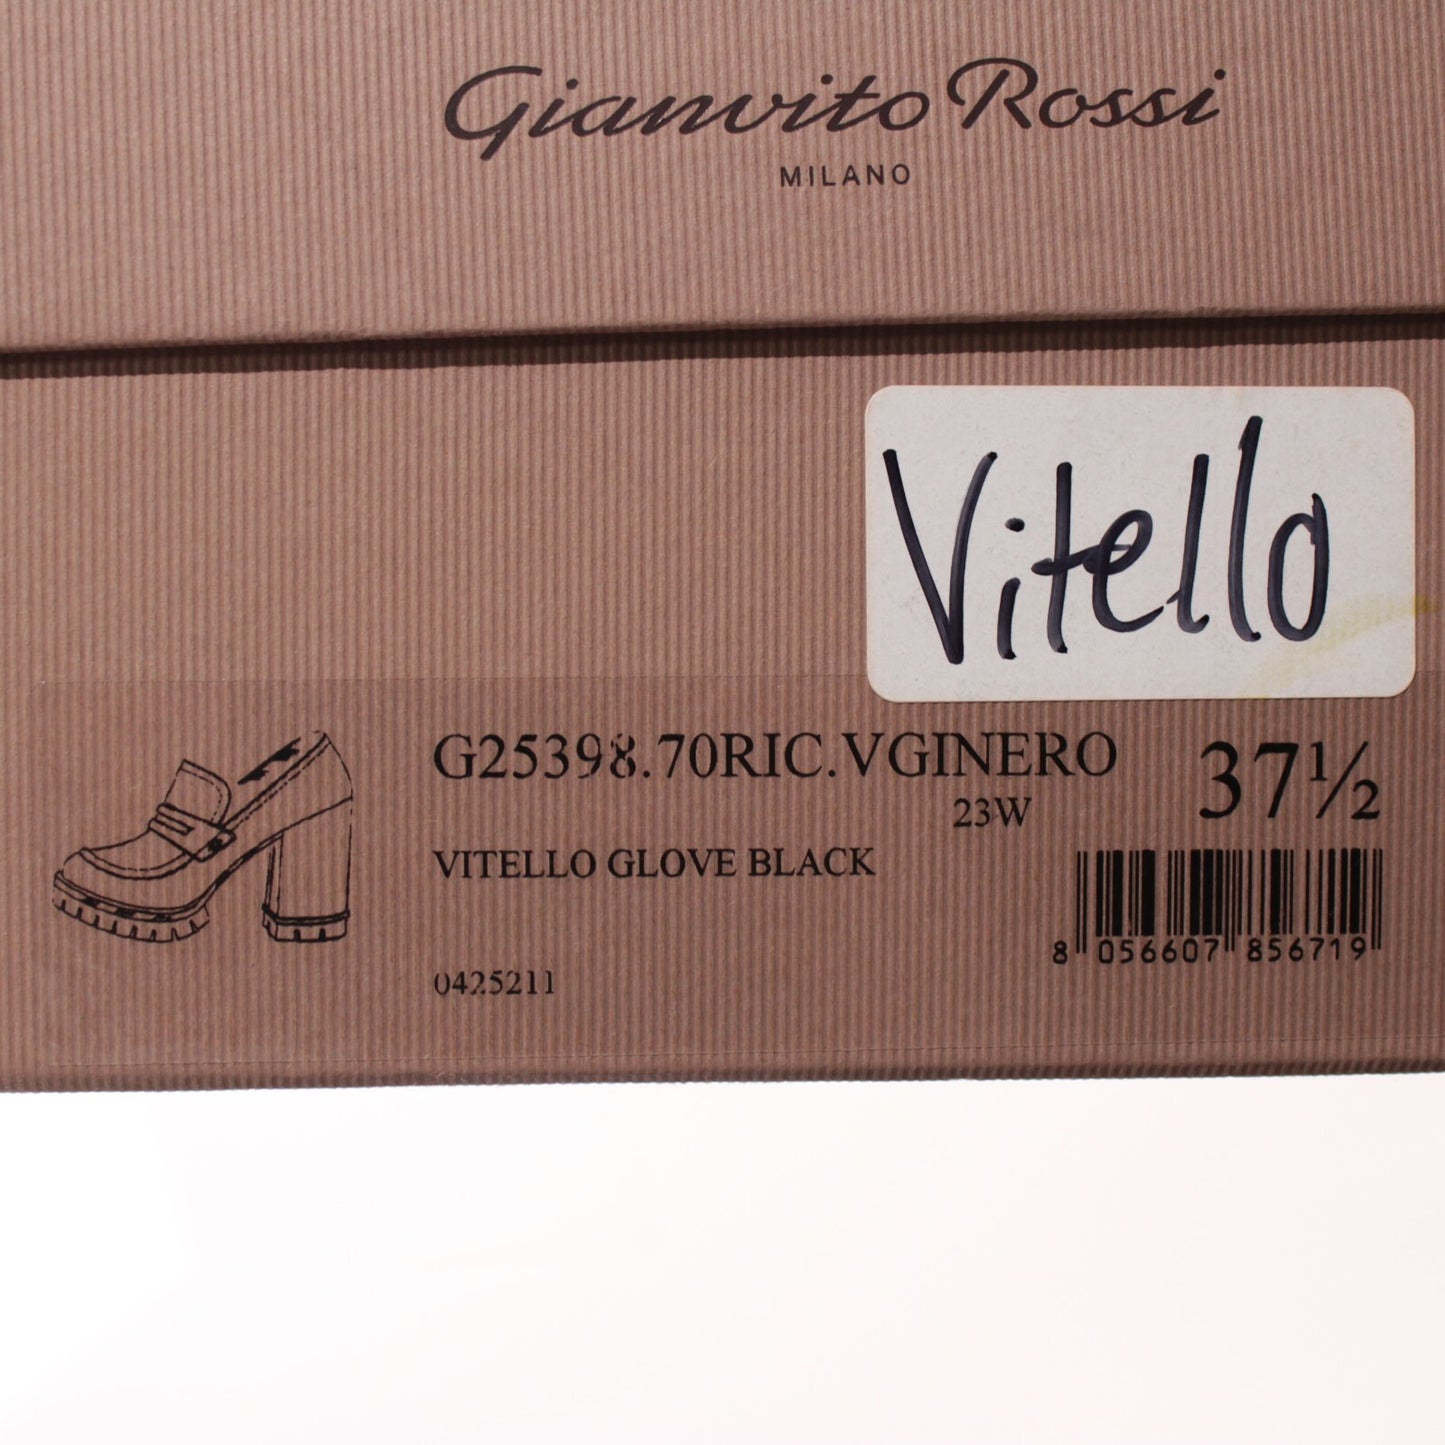 Gianvito Rossi
MILANO
Vitello
G25398.70RIC.VGINERO
37½
23W
VITELLO GLOVE BLACK
8 056607 856719
0425211